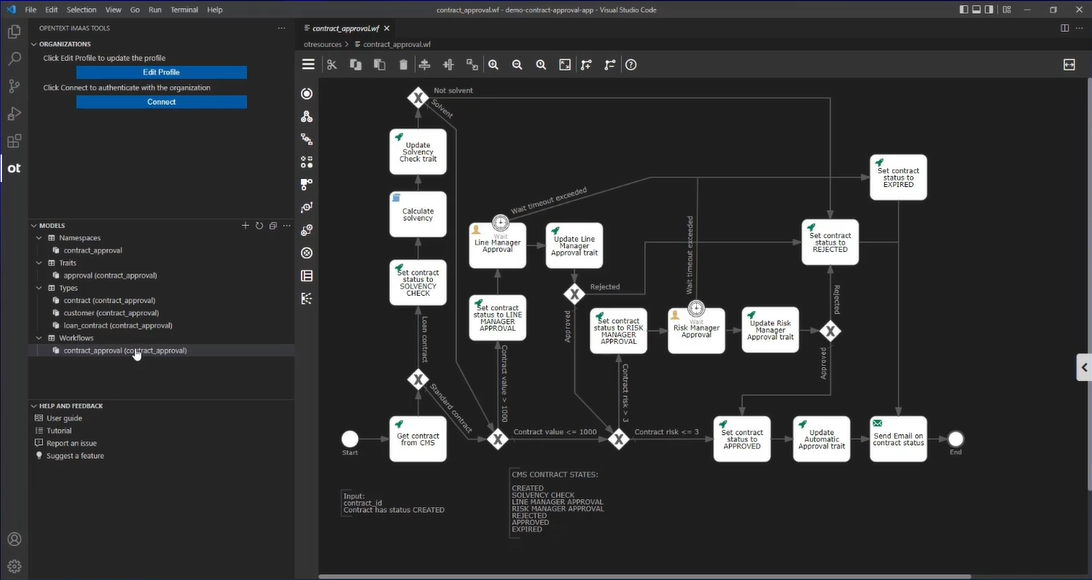 File Edit Selection View Go Run Terminal Help
contract_approval.wf - demo-contract-approval-app - Visual Studio Code
OPENTEXT IMAAS TOOLS
ORGANIZATIONS
Click Edit Profile to update the profile
Edit Profile
Click Connect to authenticate with the organization
Connect
ot
MODELS
Namespaces
contract_approval
Traits
approval (contract_approval)
Types
contract (contract_approval)
customer (contract_approval)
loan_contract (contract_approval)
Workflows
contract_approval (contract_approval)
HELP AND FEEDBACK
User guide
Tutorial
Report an issue
Suggest a feature
contract_approval.wf
otresources > contract_approval.wf
Not solvent
Solvent
Update
Solvency
Check trait
Calculate
solvency
Set contract
status to
SOLVENCY
CHECK
Loan contract
Standard contract
Get contract
from CMS
Start
Wait timeout exceeded
Wait
Line Manager
Approval
Update Line
Manager
Approval trait
Set contract
status to LINE
MANAGER
APPROVAL
Contract value > 1000
Contract value <= 1000
Rejected
Approved
Set contract
status to RISK
MANAGER
APPROVAL
Contract risk > 3
Contract risk <= 3
Wait timeout exceeded
Wait
Risk Manager
Approval
Update Risk
Manager
Approval trait
Rejected
Approved
Set contract
status to
EXPIRED
Set contract
status to
REJECTED
Set contract
status to
APPROVED
Update
Automatic
Approval trait
Send Email on
contract status
End
Input:
contract_id
Contract has status CREATED
CMS CONTRACT STATES:
CREATED
SOLVENCY CHECK
LINE MANAGER APPROVAL
RISK MANAGER APPROVAL
REJECTED
APPROVED
EXPIRED